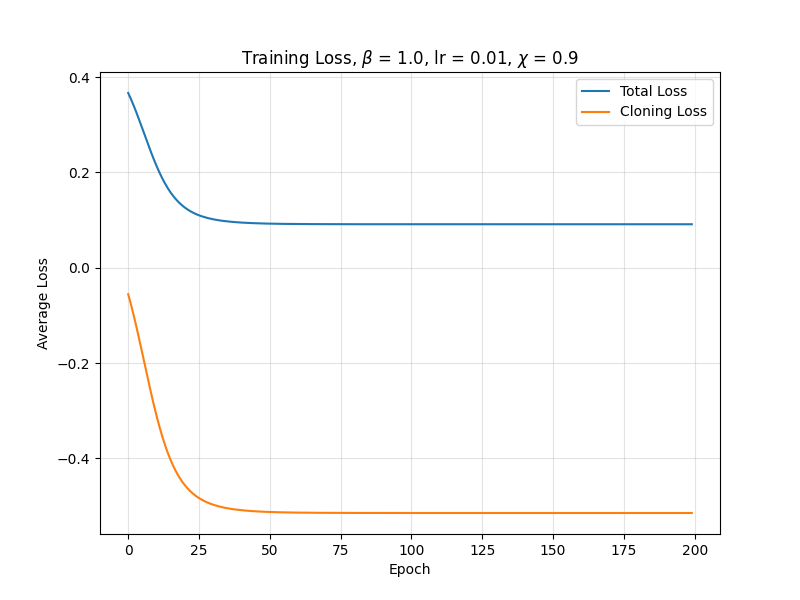 Training Loss, β = 1.0, lr = 0.01, χ = 0.9
Total Loss
Cloning Loss
Average Loss
0.4
0.2
0.0
−0.2
−0.4
0 25 50 75 100 125 150 175 200
Epoch